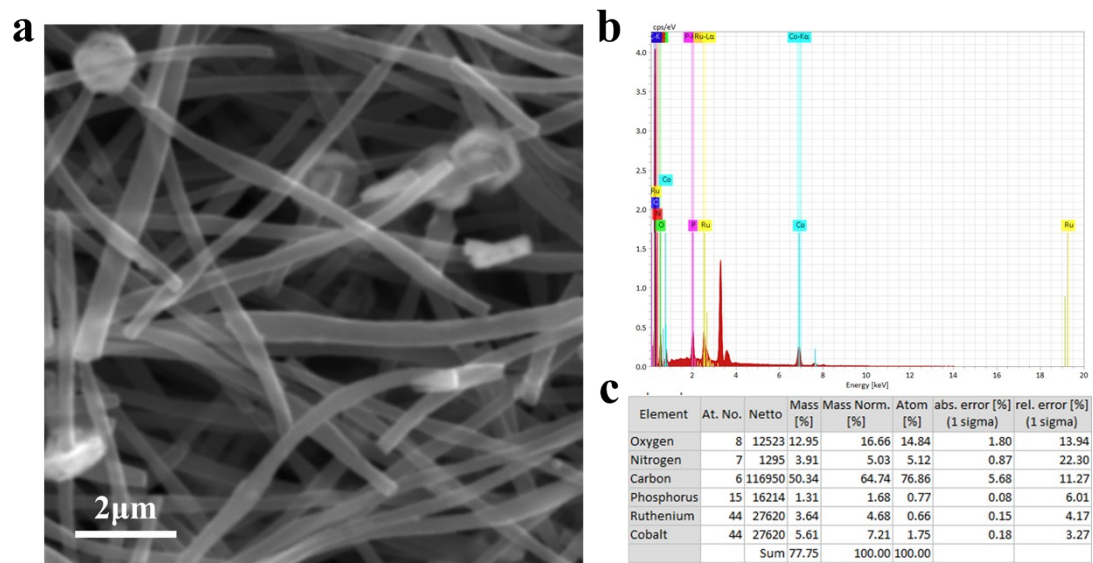 a
2μm
b
cps/eV
Ru-Lα
Co-Kα
4.0
3.5
3.0
2.5
Co
Ru
C
2.0
N
O
P
Ru
Co
Ru
1.5
1.0
0.5
0.0
2
4
6
8
10
12
14
16
18
20
Energy [keV]
c
Element At. No. Netto Mass [%] Mass Norm. [%] Atom [%] abs. error [%] (1 sigma) rel. error [%] (1 sigma)
Oxygen 8 12523 12.95 16.66 14.84 1.80 13.94
Nitrogen 7 1295 3.91 5.03 5.12 0.87 22.30
Carbon 6 116950 50.34 64.74 76.86 5.68 11.27
Phosphorus 15 16214 1.31 1.68 0.77 0.08 6.01
Ruthenium 44 27620 3.64 4.68 0.66 0.15 4.17
Cobalt 44 27620 5.61 7.21 1.75 0.18 3.27
Sum 77.75 100.00 100.00